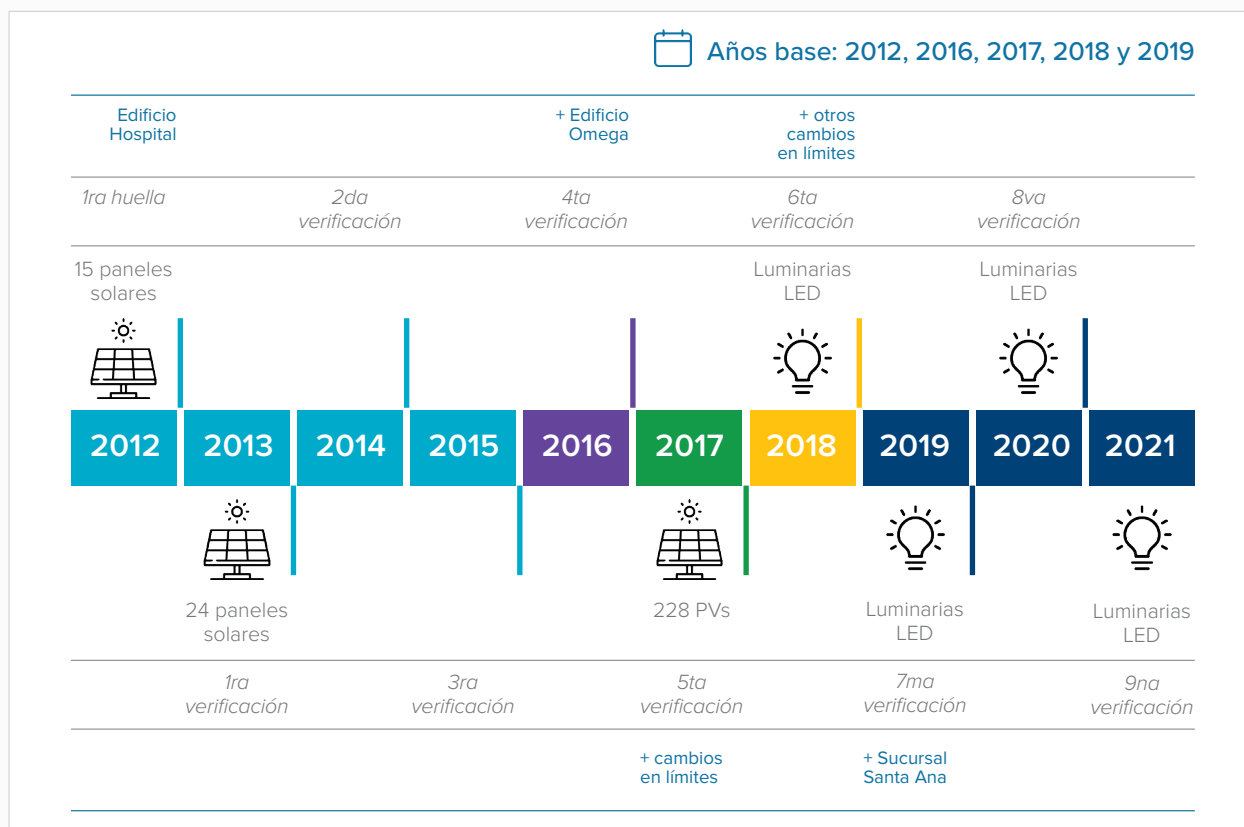 Años base: 2012, 2016, 2017, 2018 y 2019
Edificio
Hospital
+ Edificio
Omega
+ otros
cambios
en límites
1ra huella
2da
verificación
4ta
verificación
6ta
verificación
8va
verificación
15 paneles
solares
Luminarias
LED
Luminarias
LED
2012
2013
2014
2015
2016
2017
2018
2019
2020
2021
24 paneles
solares
228 PVs
Luminarias
LED
Luminarias
LED
1ra
verificación
3ra
verificación
5ta
verificación
7ma
verificación
9na
verificación
+ cambios
en límites
+ Sucursal
Santa Ana